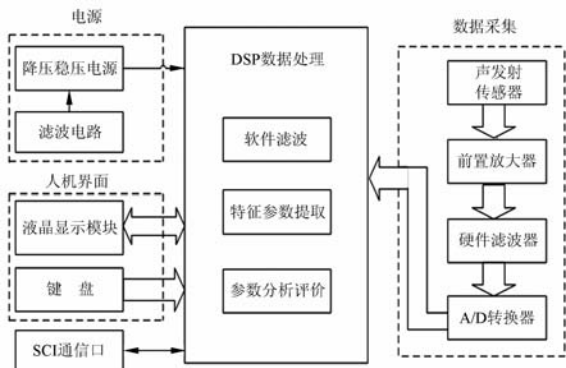 电源
降压稳压电源
滤波电路
人机界面
液晶显示模块
键 盘
SCI通信口
DSP数据处理
软件滤波
特征参数提取
参数分析评价
数据采集
声发射
传感器
前置放大器
硬件滤波器
A/D转换器